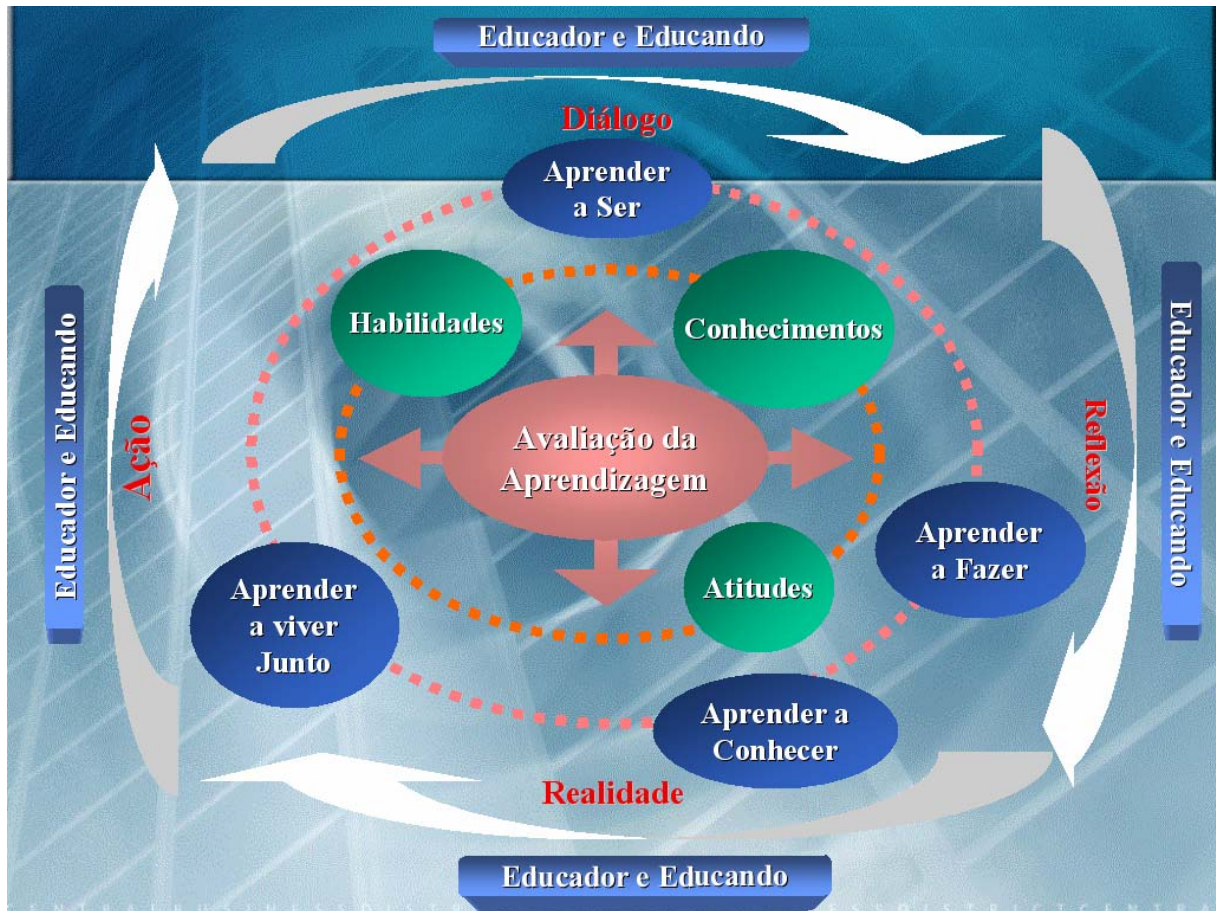 Educador e Educando
Diálogo
Aprender
a Ser
Habilidades
Conhecimentos
Educador e Educando
Ação
Avaliação da
Aprendizagem
Reflexão
Educador e Educando
Aprender
a Fazer
Atitudes
Aprender
a viver
Junto
Aprender a
Conhecer
Realidade
Educador e Educando